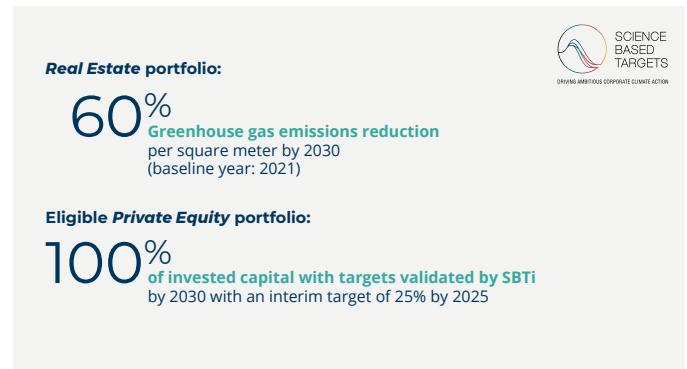 SCIENCE
BASED
TARGETS
DRIVING AMBITIOUS CORPORATE CLIMATE ACTION
Real Estate portfolio:
60%
Greenhouse gas emissions reduction
per square meter by 2030
(baseline year: 2021)
Eligible Private Equity portfolio:
100%
of invested capital with targets validated by SBTi
by 2030 with an interim target of 25% by 2025